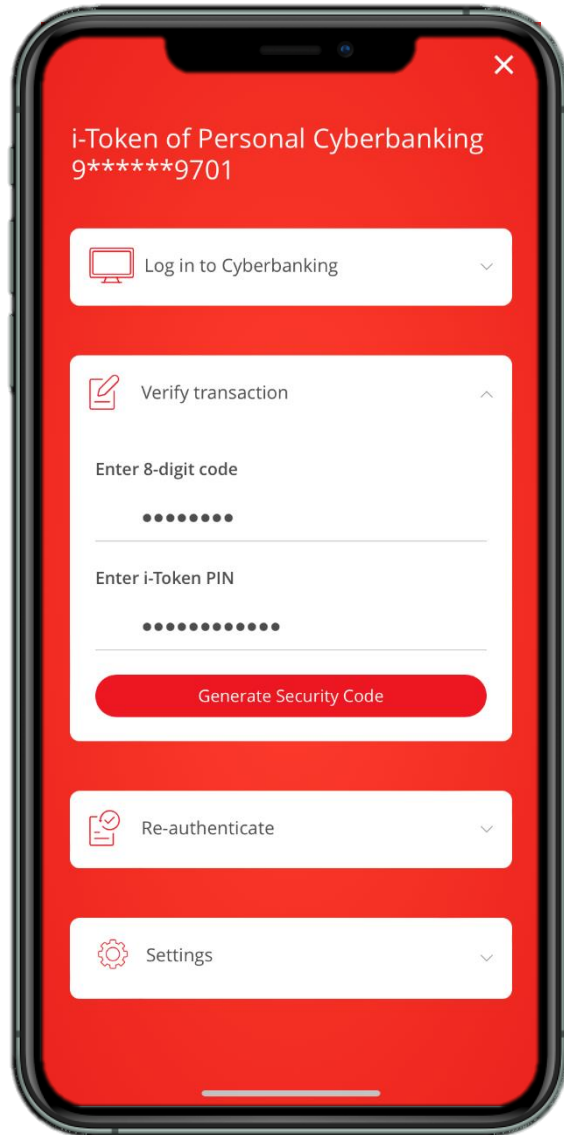 i-Token of Personal Cyberbanking
9******9701
Log in to Cyberbanking
Verify transaction
Enter 8-digit code
••••••••
Enter i-Token PIN
••••••••••••
Generate Security Code
Re-authenticate
Settings